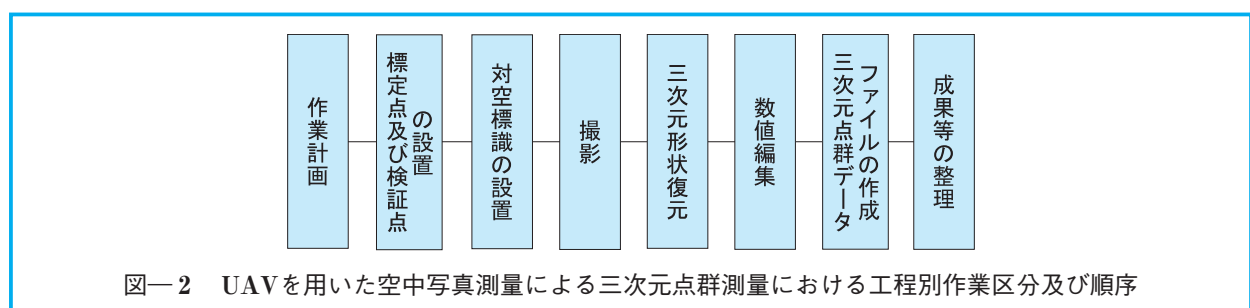 作業計画
標定点及び検証点
の設置
対空標識の設置
撮影
三次元形状復元
数値編集
三次元点群データ
ファイルの作成
成果等の整理
図―2 UAVを用いた空中写真測量による三次元点群測量における工程別作業区分及び順序